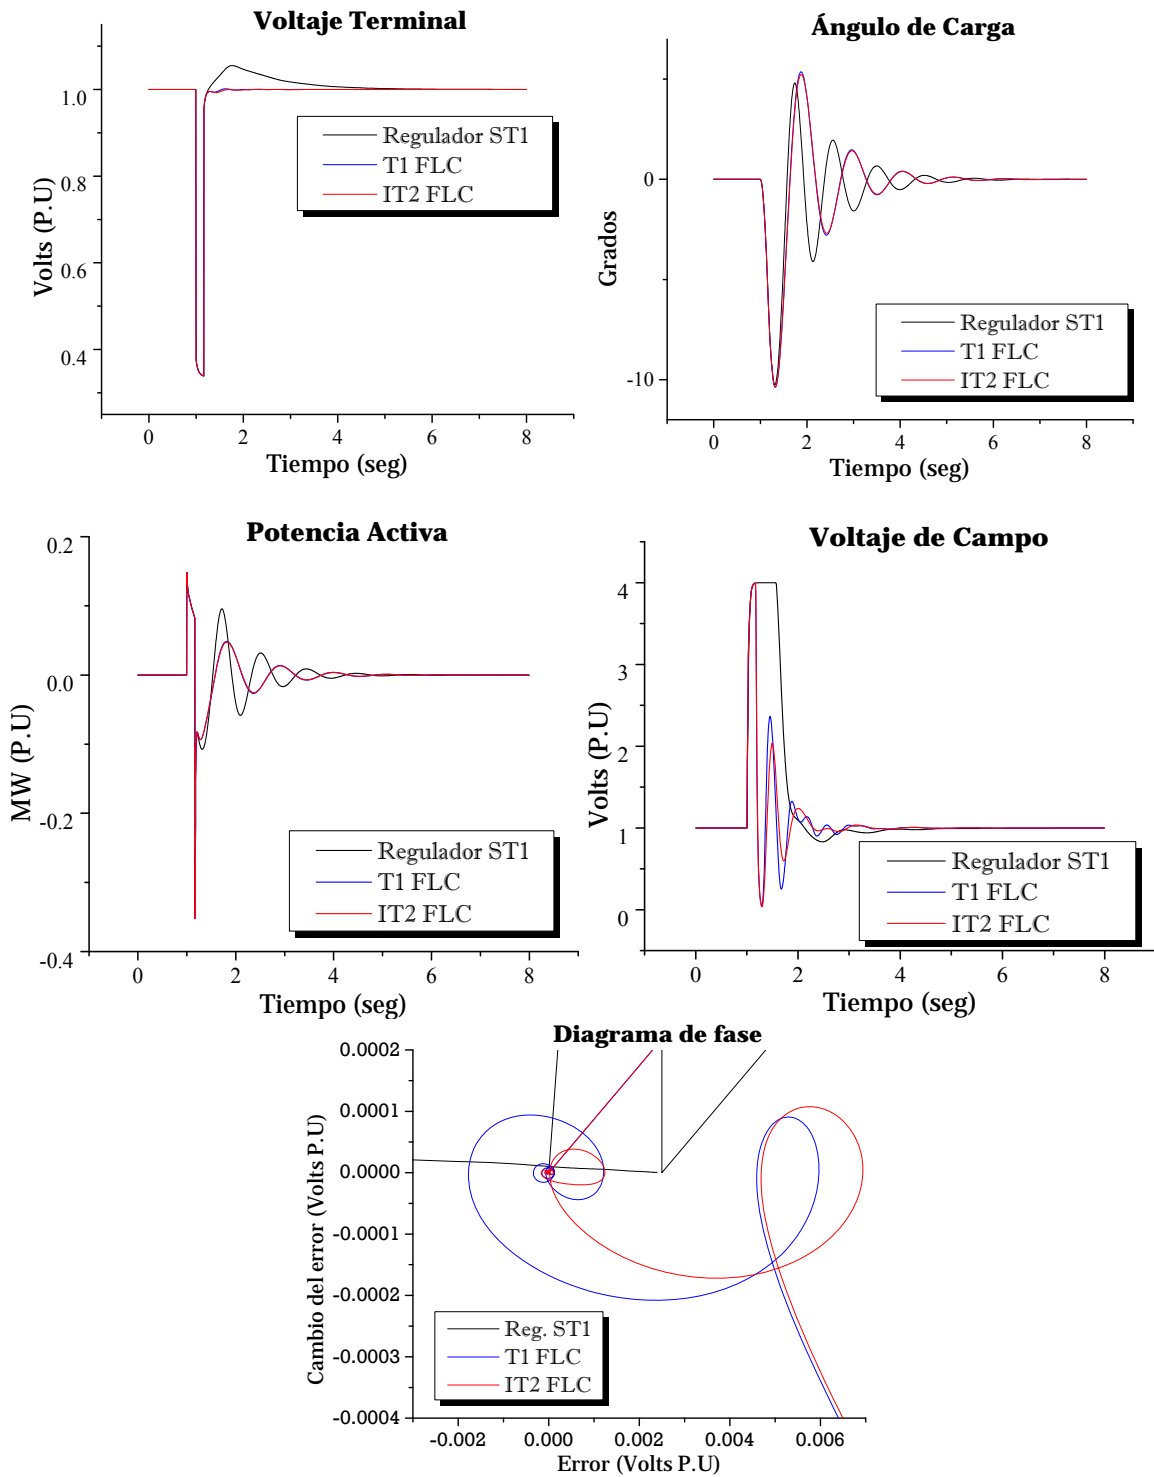 Voltaje Terminal
1.0
0.8
0.6
0.4
Volts (P.U)
Regulador ST1
T1 FLC
IT2 FLC
0 2 4 6 8
Tiempo (seg)
Ángulo de Carga
0
-10
Grados
Regulador ST1
T1 FLC
IT2 FLC
0 2 4 6 8
Tiempo (seg)
Potencia Activa
0.2
0.0
-0.2
-0.4
MW (P.U)
Regulador ST1
T1 FLC
IT2 FLC
0 2 4 6 8
Tiempo (seg)
Voltaje de Campo
4
3
2
1
0
Volts (P.U)
Regulador ST1
T1 FLC
IT2 FLC
0 2 4 6 8
Tiempo (seg)
Diagrama de fase
0.0002
0.0001
0.0000
-0.0001
-0.0002
-0.0003
-0.0004
Cambio del error (Volts P.U)
Reg. ST1
T1 FLC
IT2 FLC
-0.002 0.000 0.002 0.004 0.006
Error (Volts P.U)